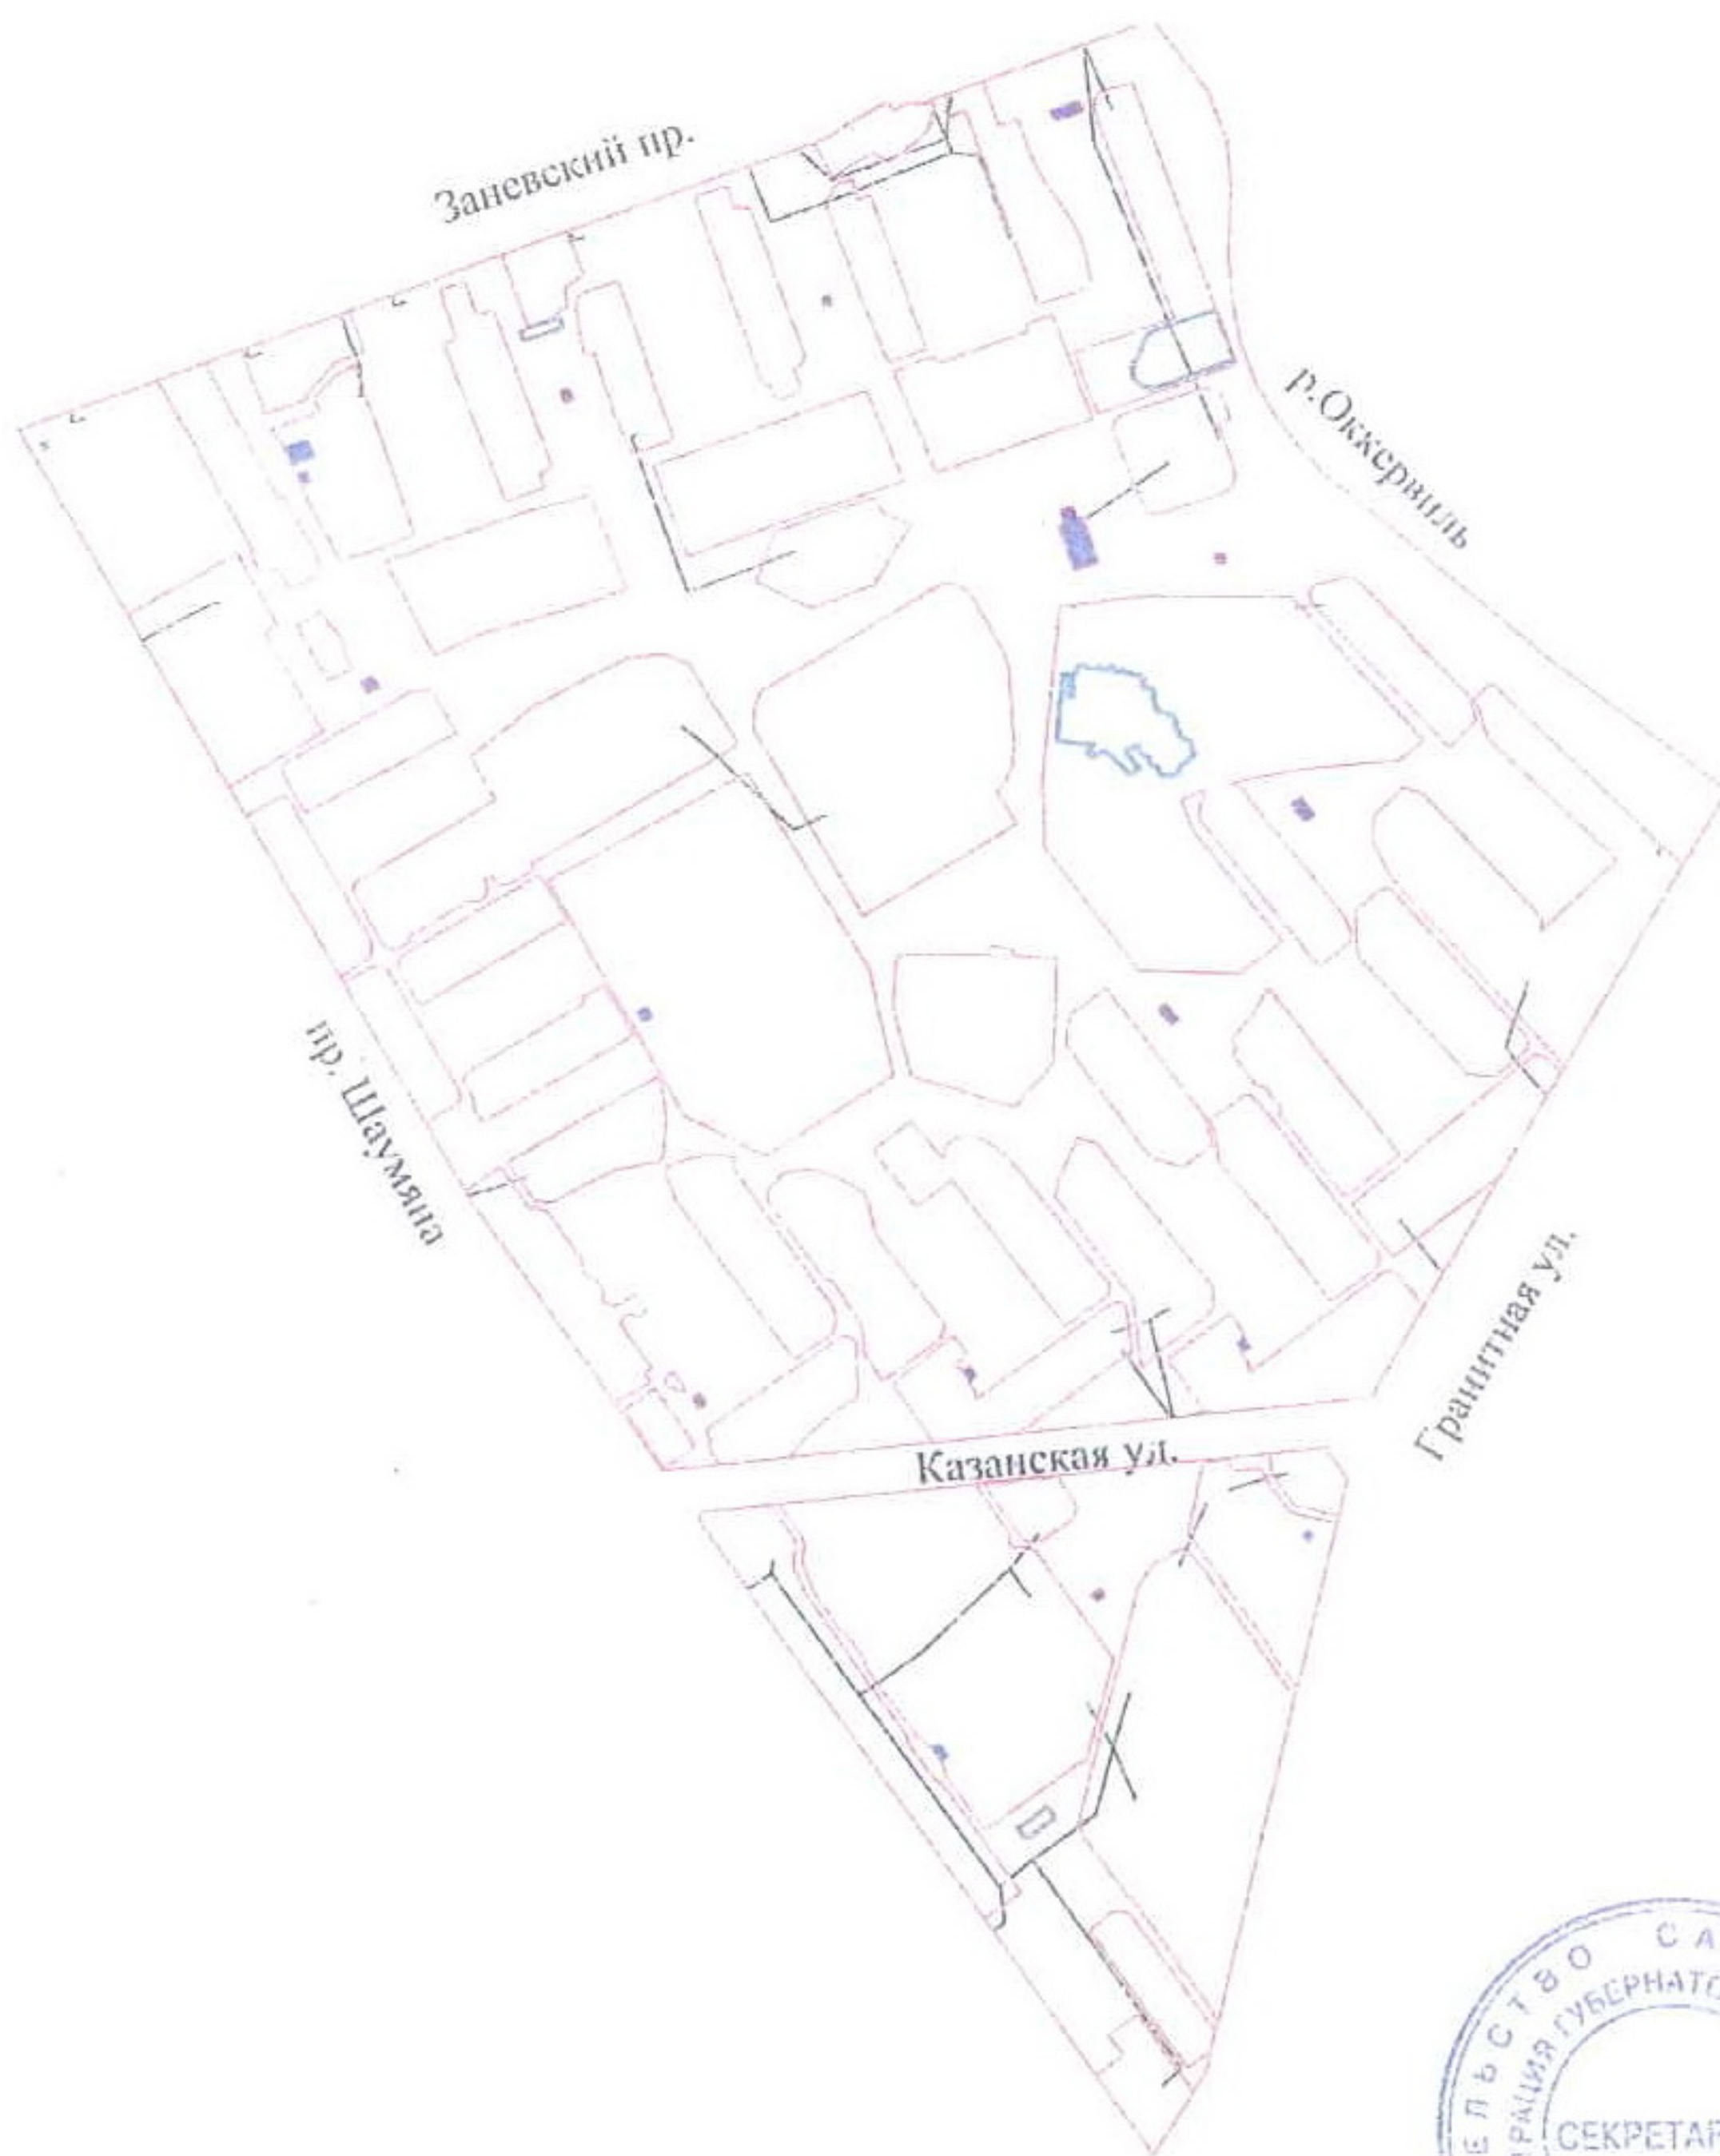 Заневский пр.
р.Оккервиль
пр. Шаумяна
Гранитная ул.
Казанская ул.
СЕКРЕТАР